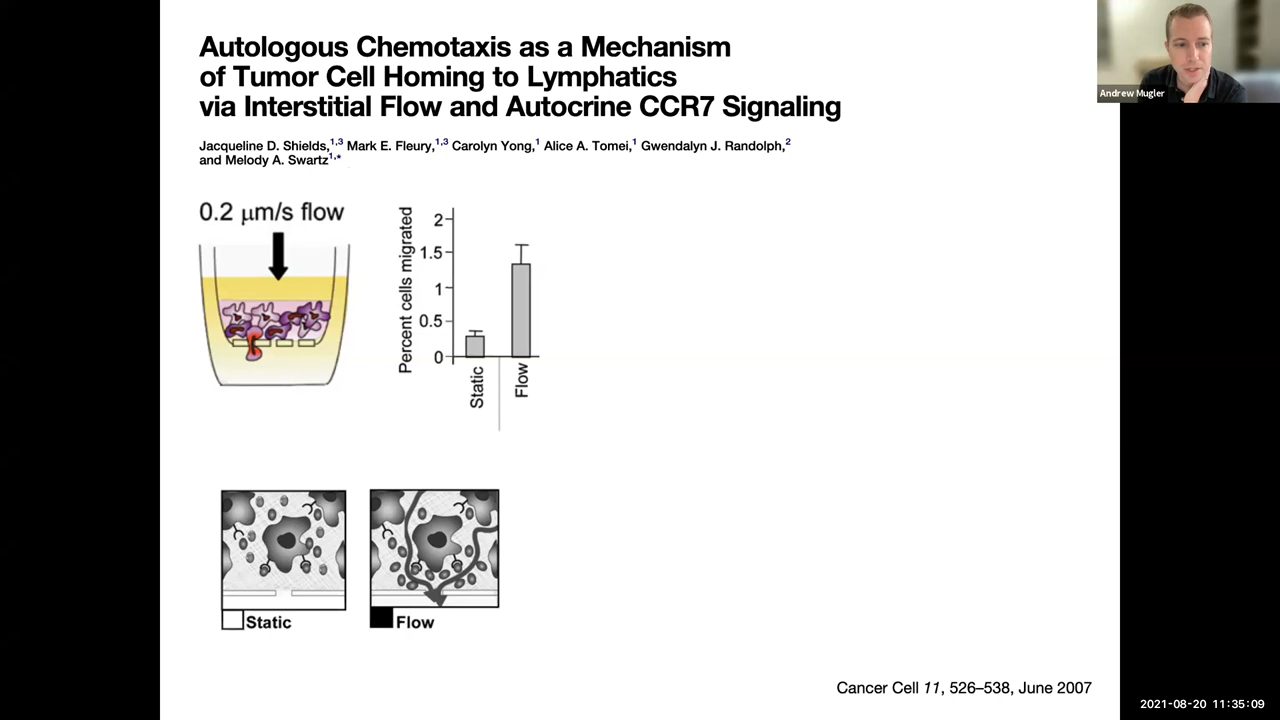 Autologous Chemotaxis as a Mechanism
of Tumor Cell Homing to Lymphatics
via Interstitial Flow and Autocrine CCR7 Signaling
Jacqueline D. Shields,1,3 Mark E. Fleury,1,3 Carolyn Yong,1 Alice A. Tomei,1 Gwendalyn J. Randolph,2
and Melody A. Swartz1,*
Andrew Mugler
0.2 μm/s flow
Percent cells migrated
2
1.5
1
0.5
0
Static
Flow
Static
Flow
Cancer Cell 11, 526–538, June 2007
2021-08-20 11:35:09